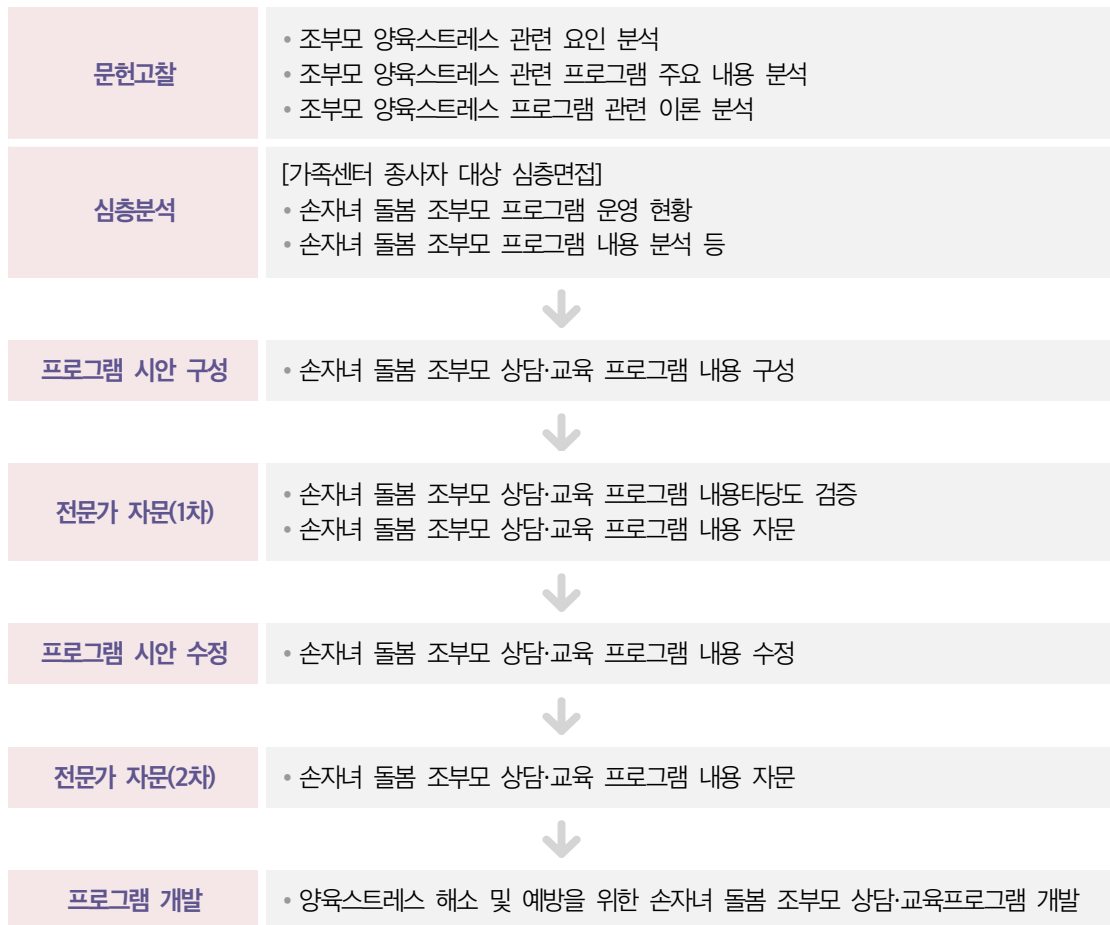 문헌고찰
• 조부모 양육스트레스 관련 요인 분석
• 조부모 양육스트레스 관련 프로그램 주요 내용 분석
• 조부모 양육스트레스 프로그램 관련 이론 분석
심층분석
[가족센터 종사자 대상 심층면접]
• 손자녀 돌봄 조부모 프로그램 운영 현황
• 손자녀 돌봄 조부모 프로그램 내용 분석 등
프로그램 시안 구성
• 손자녀 돌봄 조부모 상담·교육 프로그램 내용 구성
전문가 자문(1차)
• 손자녀 돌봄 조부모 상담·교육 프로그램 내용타당도 검증
• 손자녀 돌봄 조부모 상담·교육 프로그램 내용 자문
프로그램 시안 수정
• 손자녀 돌봄 조부모 상담·교육 프로그램 내용 수정
전문가 자문(2차)
• 손자녀 돌봄 조부모 상담·교육 프로그램 내용 자문
프로그램 개발
• 양육스트레스 해소 및 예방을 위한 손자녀 돌봄 조부모 상담·교육프로그램 개발